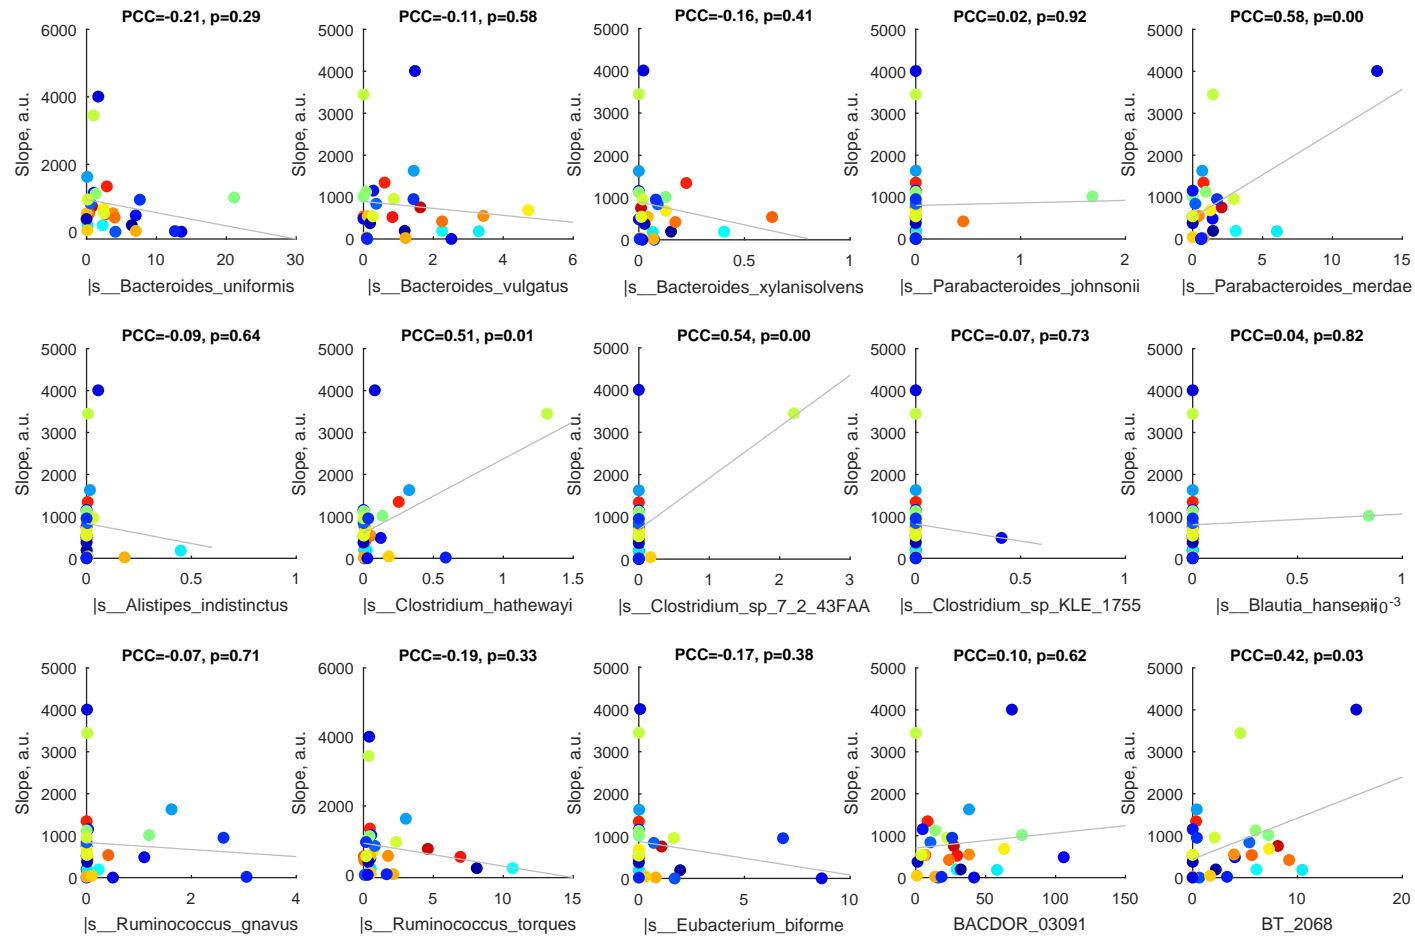 PCC=-0.21, p=0.29
PCC=-0.11, p=0.58
PCC=-0.16, p=0.41
PCC=0.02, p=0.92
PCC=0.58, p=0.00
Slope, a.u.
6000
4000
2000
0
0 10 20 30
|s__Bacteroides_uniformis
Slope, a.u.
5000
4000
3000
2000
1000
0
0 2 4 6
|s__Bacteroides_vulgatus
Slope, a.u.
5000
4000
3000
2000
1000
0
0 0.5 1
|s__Bacteroides_xylanisolvens
Slope, a.u.
5000
4000
3000
2000
1000
0
0 1 2
|s__Parabacteroides_johnsonii
Slope, a.u.
5000
4000
3000
2000
1000
0
0 5 10 15
|s__Parabacteroides_merdae
PCC=-0.09, p=0.64
PCC=0.51, p=0.01
PCC=0.54, p=0.00
PCC=-0.07, p=0.73
PCC=0.04, p=0.82
Slope, a.u.
5000
4000
3000
2000
1000
0
0 0.5 1
|s__Alistipes_indistinctus
Slope, a.u.
5000
4000
3000
2000
1000
0
0 0.5 1 1.5
|s__Clostridium_hathewayi
Slope, a.u.
5000
4000
3000
2000
1000
0
0 1 2 3
|s__Clostridium_sp_7_2_43FAA
Slope, a.u.
5000
4000
3000
2000
1000
0
0 0.5 1
|s__Clostridium_sp_KLE_1755
Slope, a.u.
5000
4000
3000
2000
1000
0
0 0.5 1
|s__Blautia_hansenii
×10-3
PCC=-0.07, p=0.71
PCC=-0.19, p=0.33
PCC=-0.17, p=0.38
PCC=0.10, p=0.62
PCC=0.42, p=0.03
Slope, a.u.
5000
4000
3000
2000
1000
0
0 2 4
|s__Ruminococcus_gnavus
Slope, a.u.
6000
4000
2000
0
0 5 10 15
|s__Ruminococcus_torques
Slope, a.u.
5000
4000
3000
2000
1000
0
0 5 10
|s__Eubacterium_biforme
Slope, a.u.
5000
4000
3000
2000
1000
0
0 50 100 150
BACDOR_03091
Slope, a.u.
5000
4000
3000
2000
1000
0
0 10 20
BT_2068